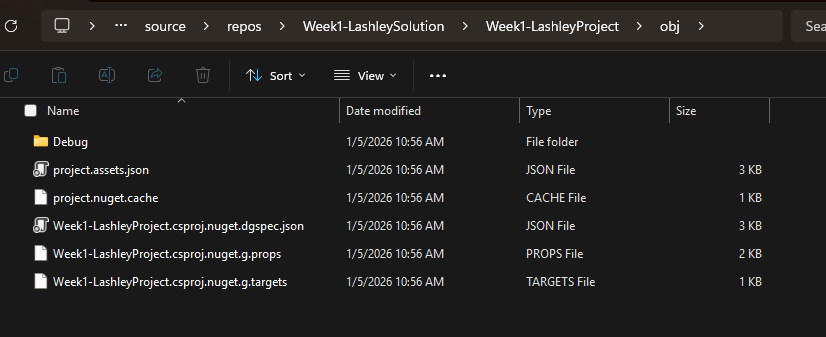 ... source > repos > Week1-LashleySolution > Week1-LashleyProject > obj > Sea
Sort View ...
Name Date modified Type Size
Debug 1/5/2026 10:56 AM File folder
project.assets.json 1/5/2026 10:56 AM JSON File 3 KB
project.nuget.cache 1/5/2026 10:56 AM CACHE File 1 KB
Week1-LashleyProject.csproj.nuget.dgspec.json 1/5/2026 10:56 AM JSON File 3 KB
Week1-LashleyProject.csproj.nuget.g.props 1/5/2026 10:56 AM PROPS File 2 KB
Week1-LashleyProject.csproj.nuget.g.targets 1/5/2026 10:56 AM TARGETS File 1 KB